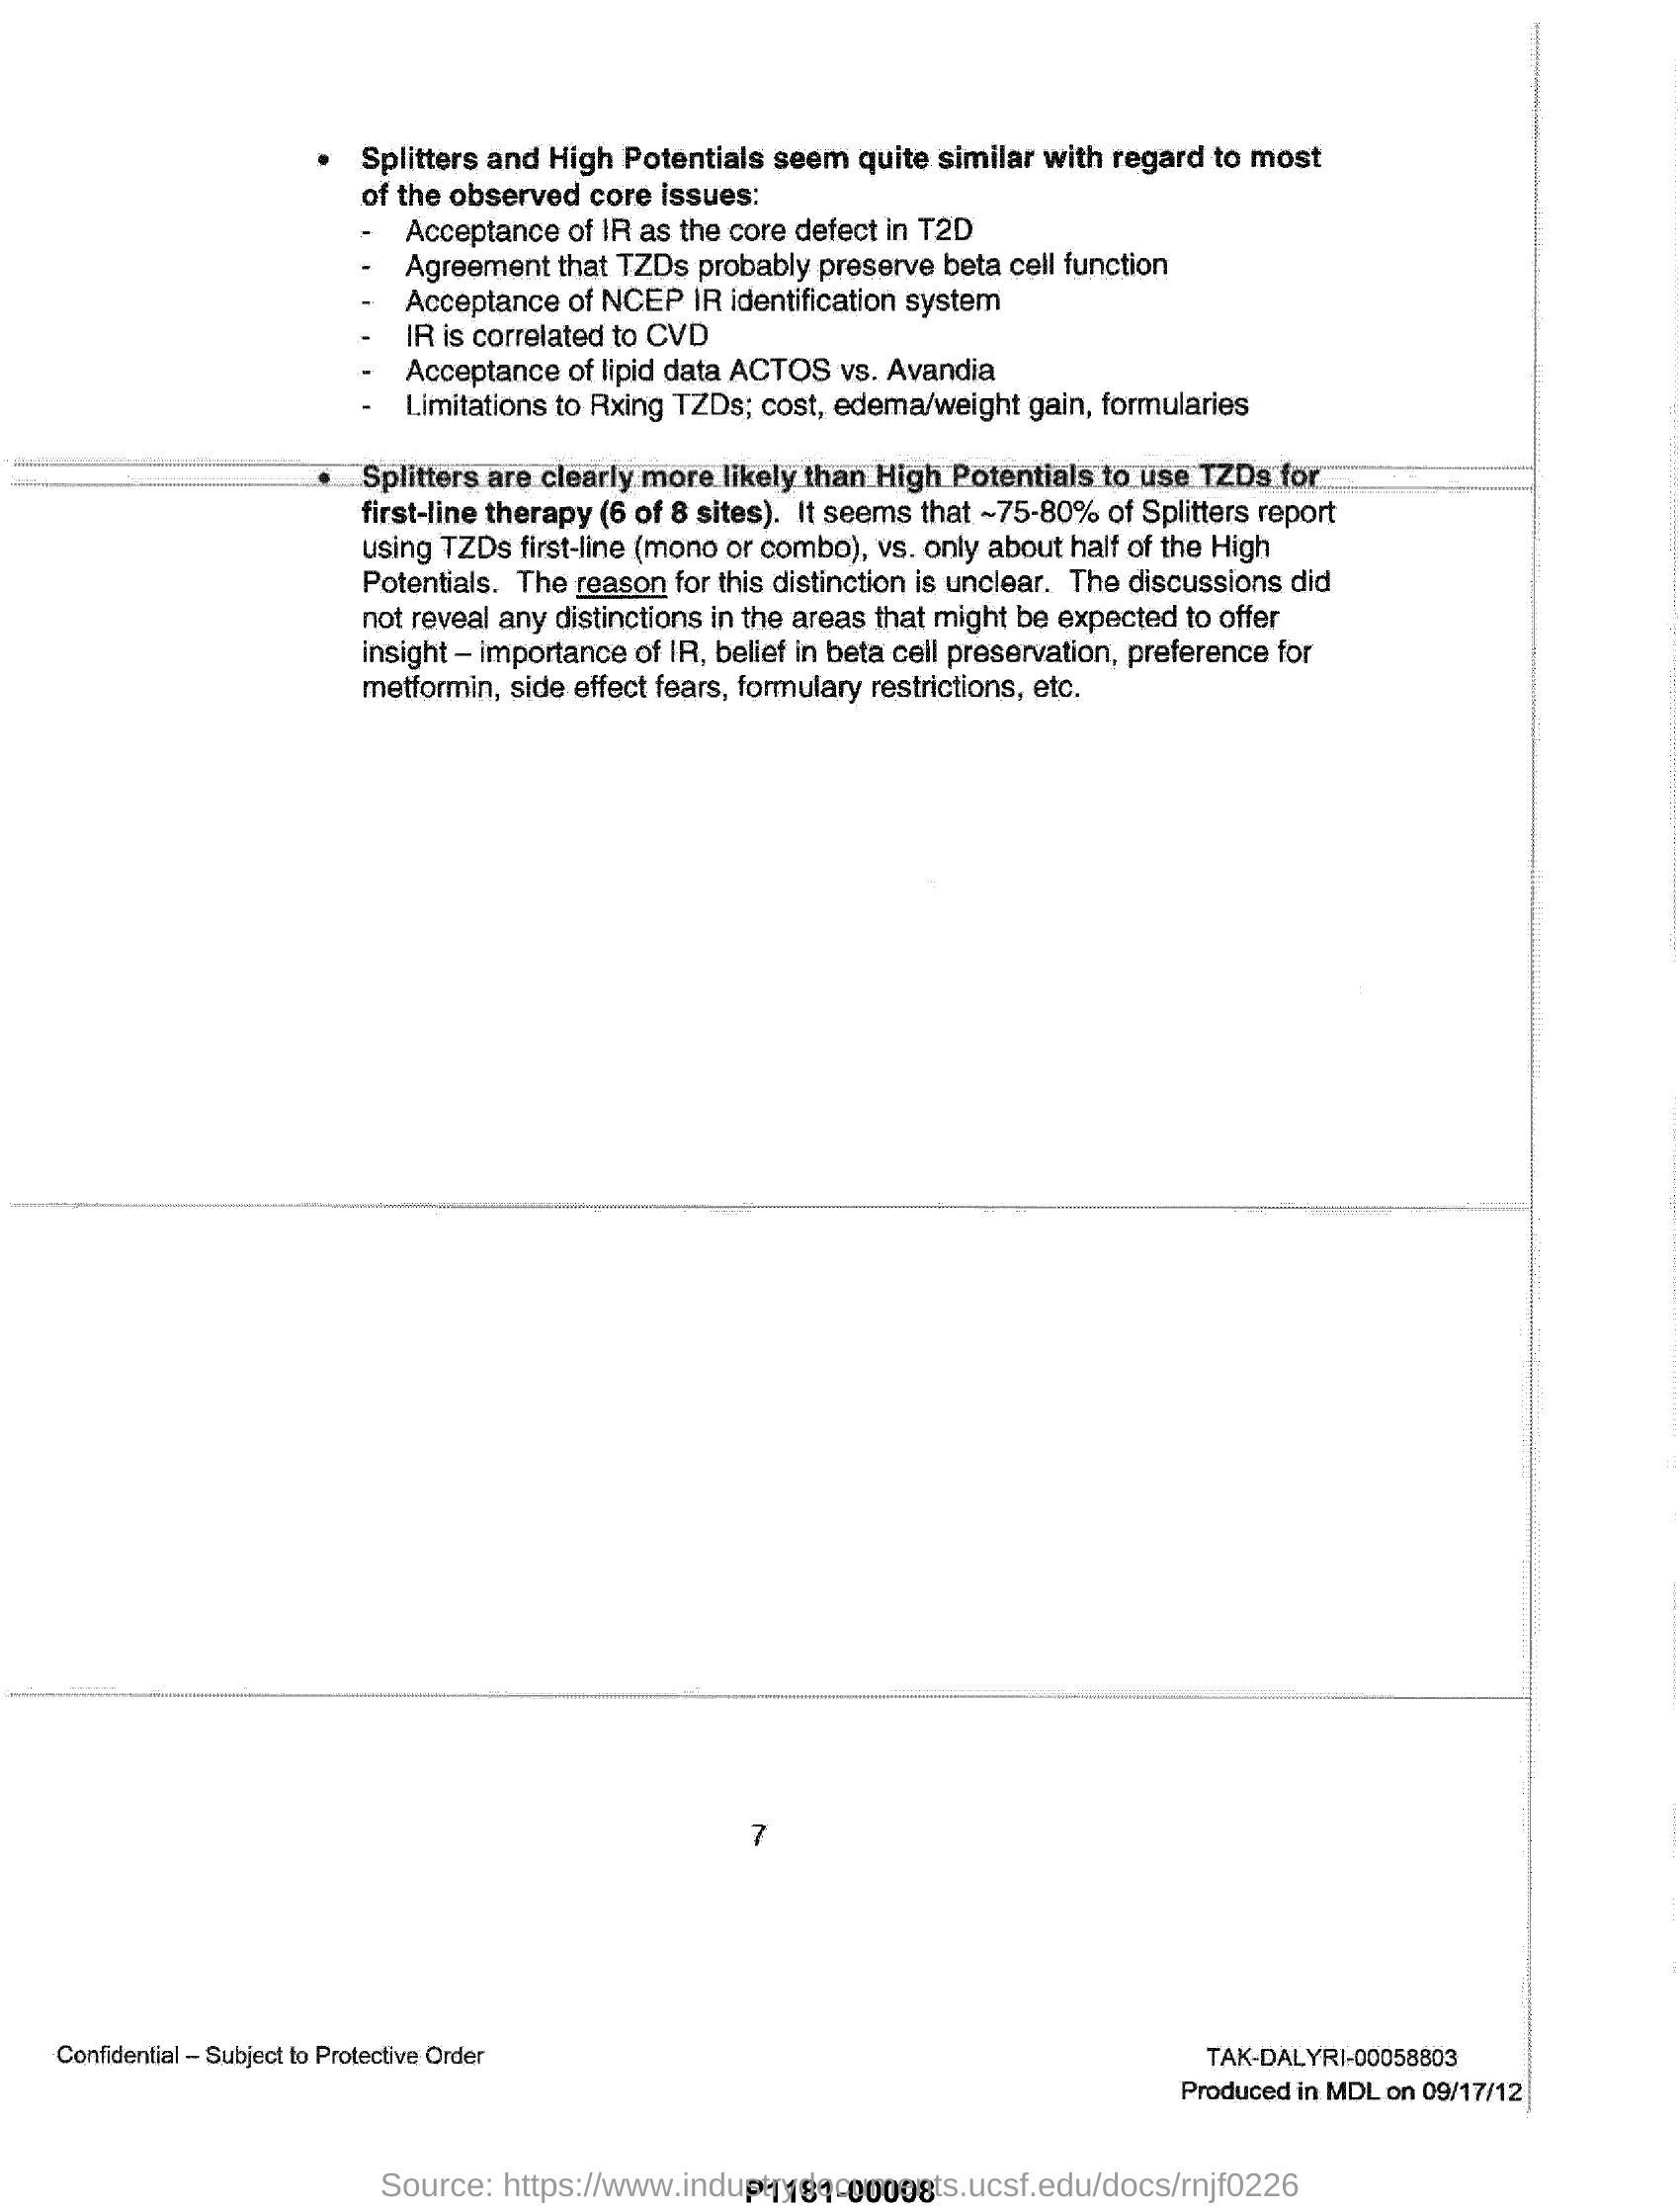 • Splitters and High Potentials seem quite similar with regard to most
of the observed core issues:
- Acceptance of IR as the core defect in T2D
- Agreement that TZDs probably preserve beta cell function
- Acceptance of NCEP IR identification system
- IR is correlated to CVD
- Acceptance of lipid data ACTOS vs. Avandia
- Limitations to Rxing TZDs; cost, edema/weight gain, formularies
• Splitters are clearly more likely than High Potentials to use TZDs for
first-line therapy (6 of 8 sites). It seems that ~75-80% of Splitters report
using TZDs first-line (mono or combo), vs. only about half of the High
Potentials. The reason for this distinction is unclear. The discussions did
not reveal any distinctions in the areas that might be expected to offer
insight – importance of IR, belief in beta cell preservation, preference for
metformin, side effect fears, formulary restrictions, etc.
7
Confidential – Subject to Protective Order
TAK-DALYRI-00058803
Produced in MDL on 09/17/12
Source: https://www.industrydocuments.ucsf.edu/docs/rnjf0226
P1181-00008